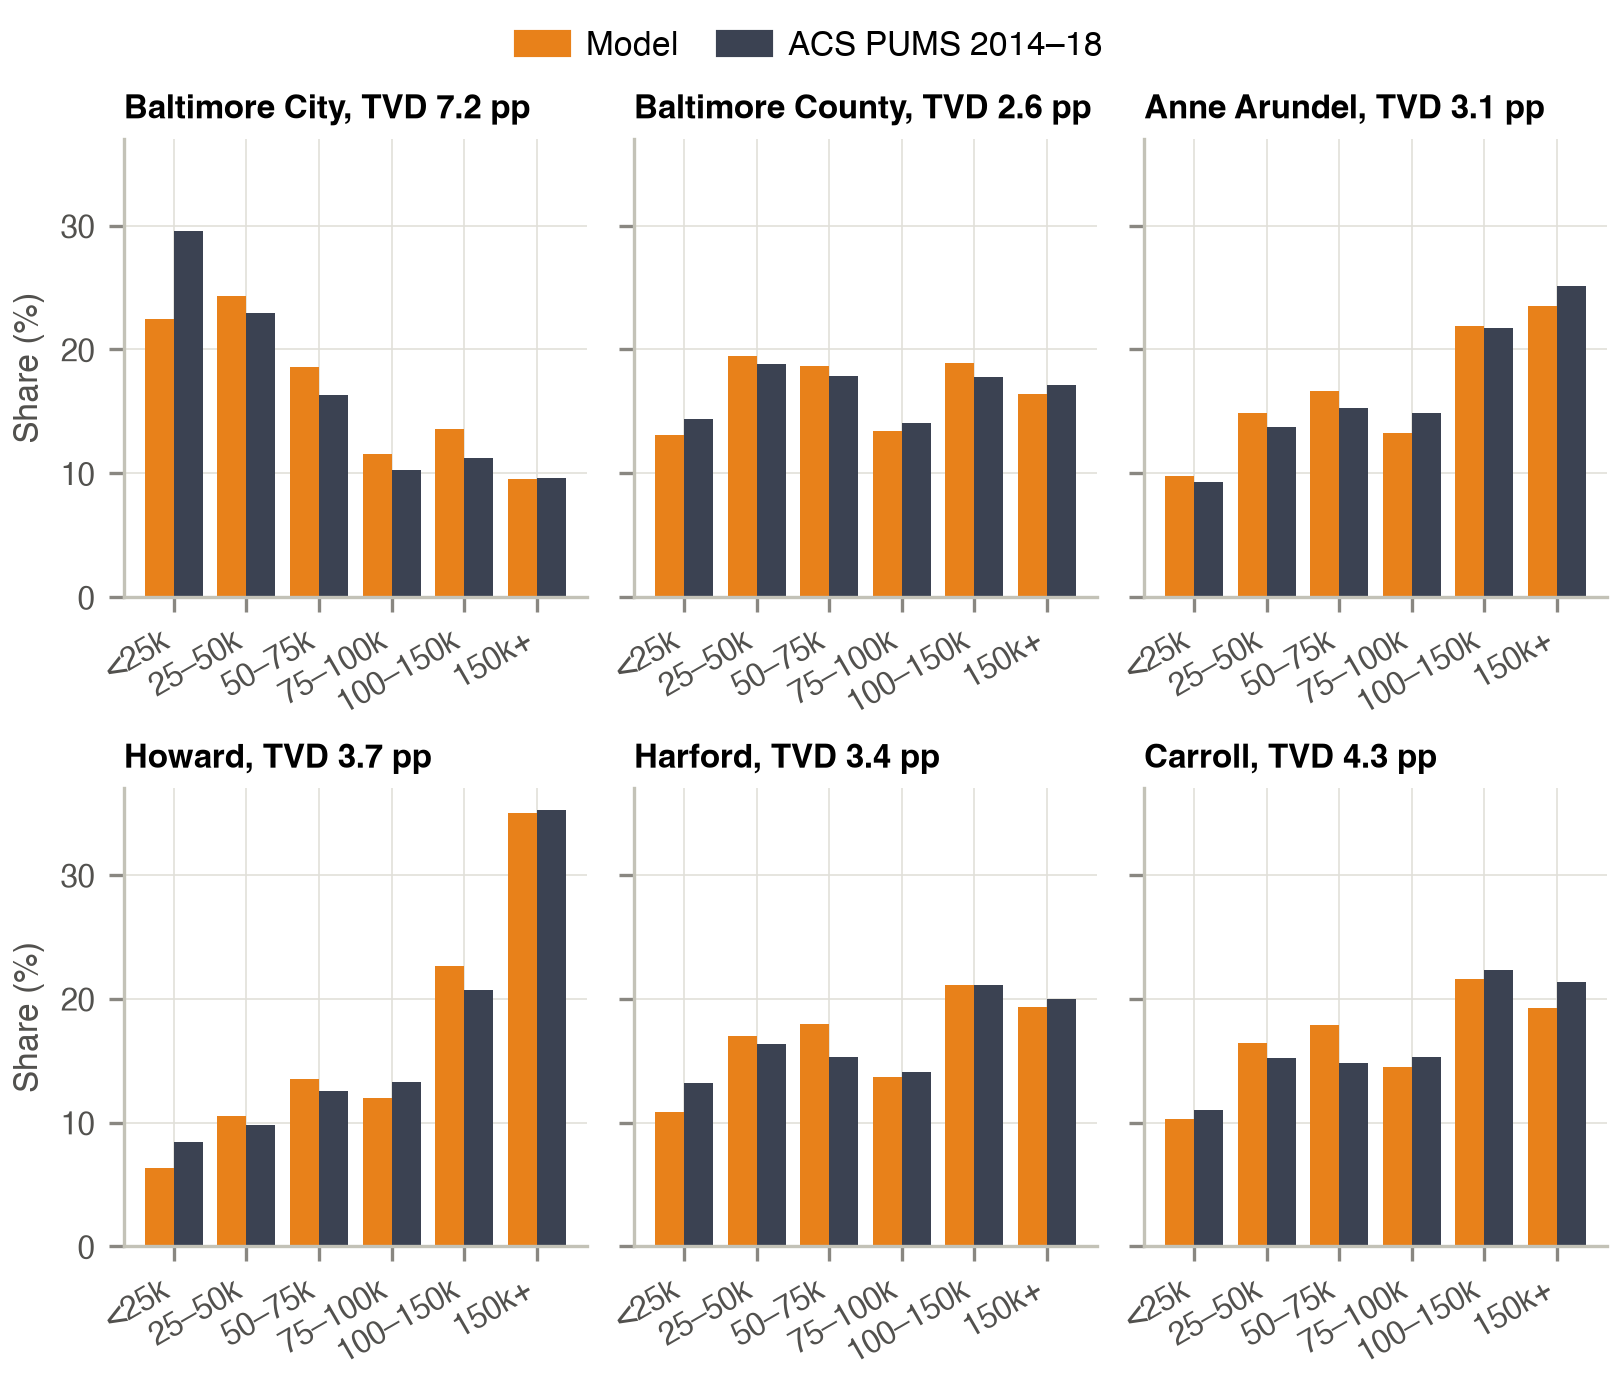 Model ACS PUMS 2014–18
Baltimore City, TVD 7.2 pp
Baltimore County, TVD 2.6 pp
Anne Arundel, TVD 3.1 pp
Share (%)
30
20
10
0
<25k 25–50k 50–75k 75–100k 100–150k 150k+
<25k 25–50k 50–75k 75–100k 100–150k 150k+
<25k 25–50k 50–75k 75–100k 100–150k 150k+
Howard, TVD 3.7 pp
Harford, TVD 3.4 pp
Carroll, TVD 4.3 pp
Share (%)
30
20
10
0
<25k 25–50k 50–75k 75–100k 100–150k 150k+
<25k 25–50k 50–75k 75–100k 100–150k 150k+
<25k 25–50k 50–75k 75–100k 100–150k 150k+